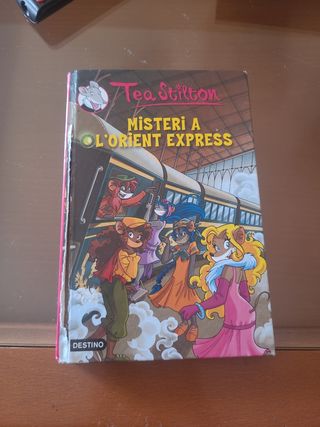 Tea Stilton
MISTERI A
L'ORIENT EXPRESS
DESTINO